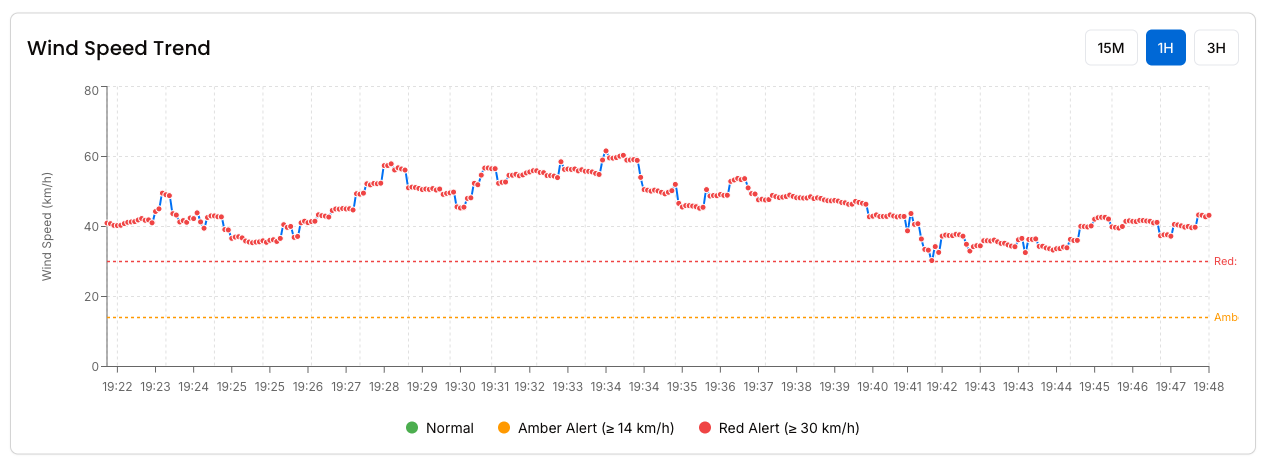 Wind Speed Trend
15M 1H 3H
80
60
40
20
0
Wind Speed (km/h)
Red:
Amb
19:22 19:23 19:24 19:25 19:25 19:26 19:27 19:28 19:29 19:30 19:31 19:32 19:33 19:34 19:34 19:35 19:36 19:37 19:38 19:39 19:40 19:41 19:42 19:43 19:43 19:44 19:45 19:46 19:47 19:48
Normal Amber Alert (≥ 14 km/h) Red Alert (≥ 30 km/h)